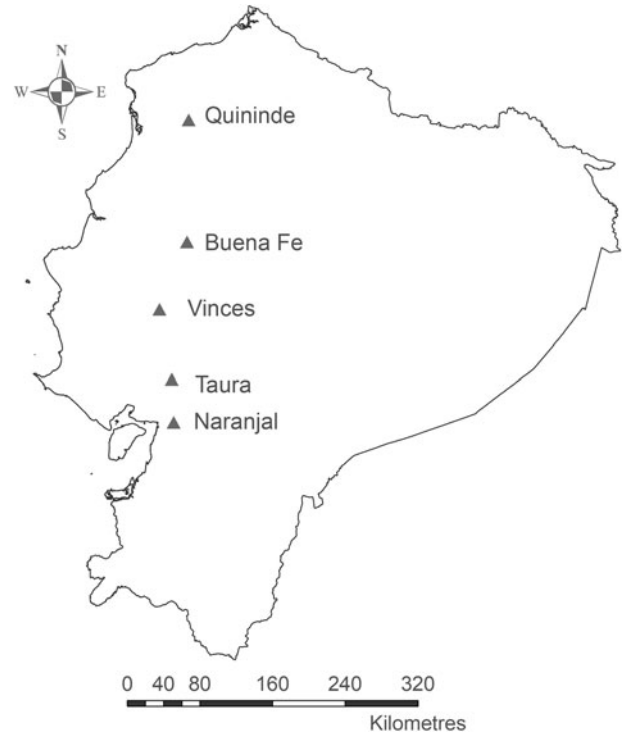 N
W E
S
Quininde
Buena Fe
Vinces
Taura
Naranjal
0 40 80 160 240 320
Kilometres